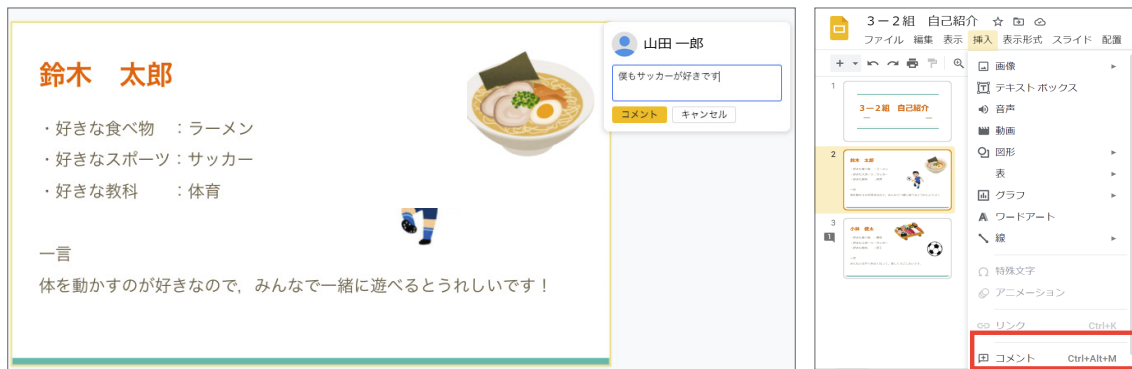 鈴木　太郎
・好きな食べ物　：ラーメン
・好きなスポーツ：サッカー
・好きな教科　　：体育
一言
体を動かすのが好きなので，みんなで一緒に遊べるとうれしいです！
山田 一郎
僕もサッカーが好きです
コメント　キャンセル
3－2組　自己紹介
ファイル　編集　表示　挿入　表示形式　スライド　配置
画像
テキスト ボックス
音声
動画
図形
表
グラフ
ワードアート
線
特殊文字
アニメーション
リンク　Ctrl+K
コメント　Ctrl+Alt+M
1
3－2組　自己紹介
2
鈴木　太郎
3
1